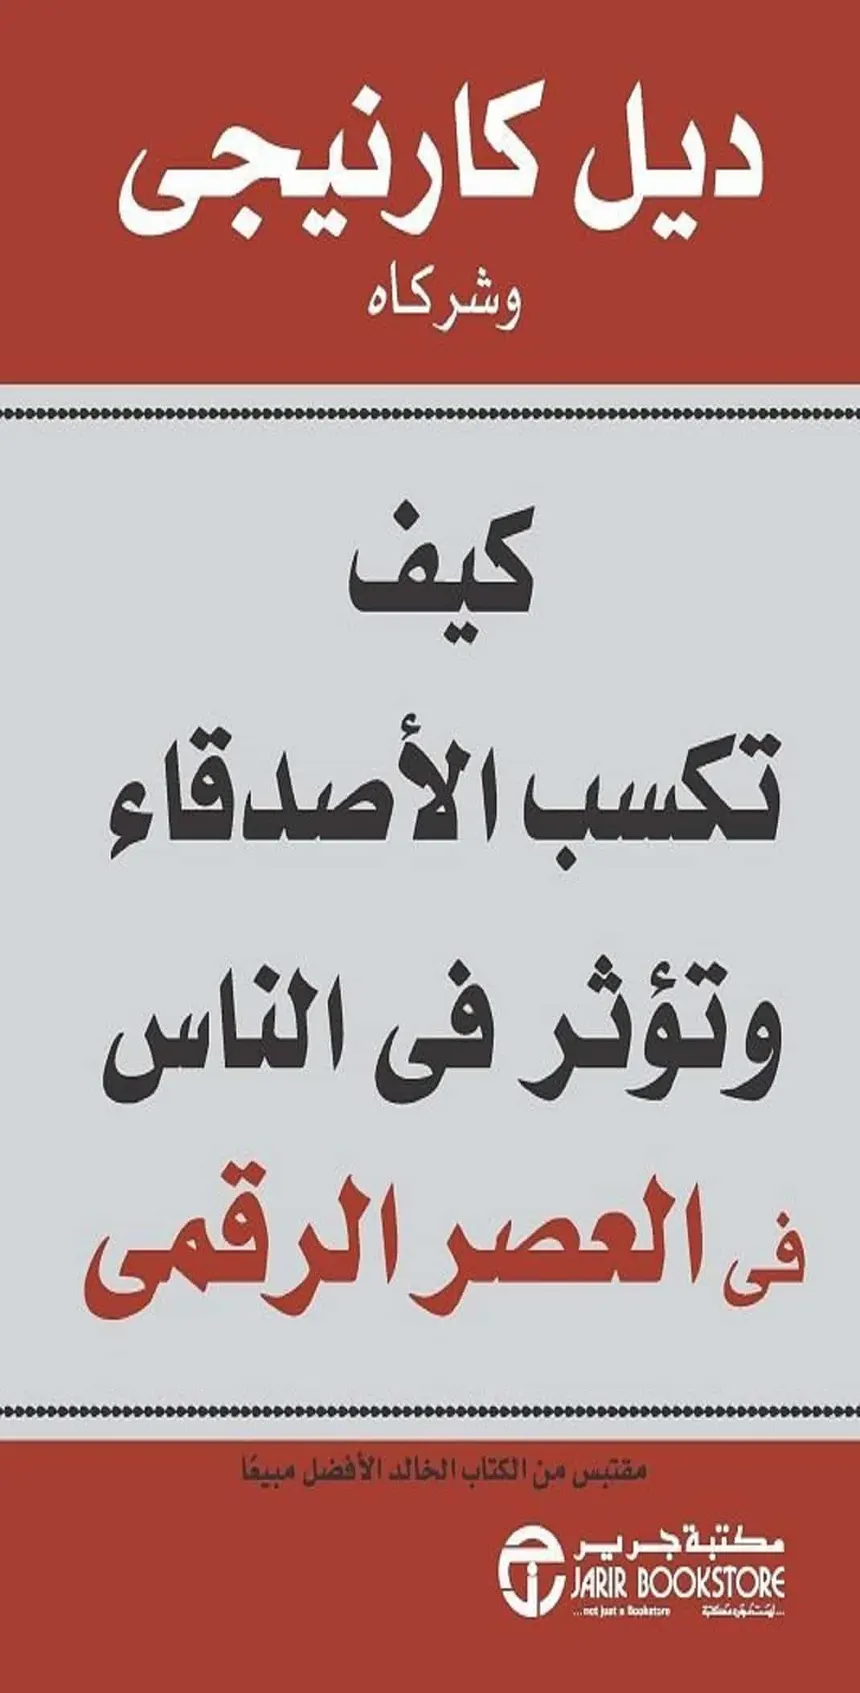 ديل كارنيجى
وشركاه
كيف
تكسب الأصدقاء
وتؤثر فى الناس
فى العصر الرقمى
مقتبس من الكتاب الخالد الأفضل مبيعًا
مكتبة جرير
JARIR BOOKSTORE
...not just a Bookstore